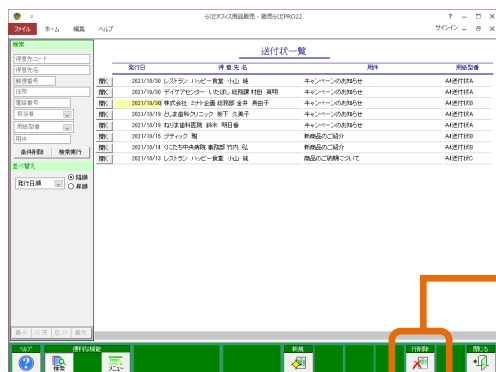 2
らくだオフィス用品販売 - 販売らくだPRO22
ファイル ホーム 編集 ヘルプ
サインイン
検索
得意先コード
得意先名
郵便番号
住所
電話番号
担当者
用紙型番
用件
条件削除 検索実行
並べ替え
発行日順
降順
昇順
最小 << 戻 次 >> 最大
送付状一覧
発行日 得意先名 用件 用紙型番
開く 2021/10/30 レストラン ハッピー食堂 小山 純 キャンペーンのお知らせ A4送付状A
開く 2021/10/30 デイケアセンター いたばし 総務課 村田 英明 キャンペーンのお知らせ A4送付状A
開く 2021/10/30 株式会社 ミナト企画 総務部 金井 真由子 キャンペーンのお知らせ A4送付状A
開く 2021/10/19 としま歯科クリニック 坂下 久美子 キャンペーンのお知らせ A4送付状A
開く 2021/10/19 ねりま歯科医院 鈴木 明日香 キャンペーンのお知らせ A4送付状A
開く 2021/10/15 ブティック 雅 新商品のご紹介 A4送付状A
開く 2021/10/14 中央病院 事務部 竹内 弘 新商品のご紹介 A4送付状C
開く 2021/10/13 レストラン ハッピー食堂 小山 純 商品のご納期について A4送付状A
ヘルプ 便利な機能 新規 行削除 閉じる
検索 メニュー